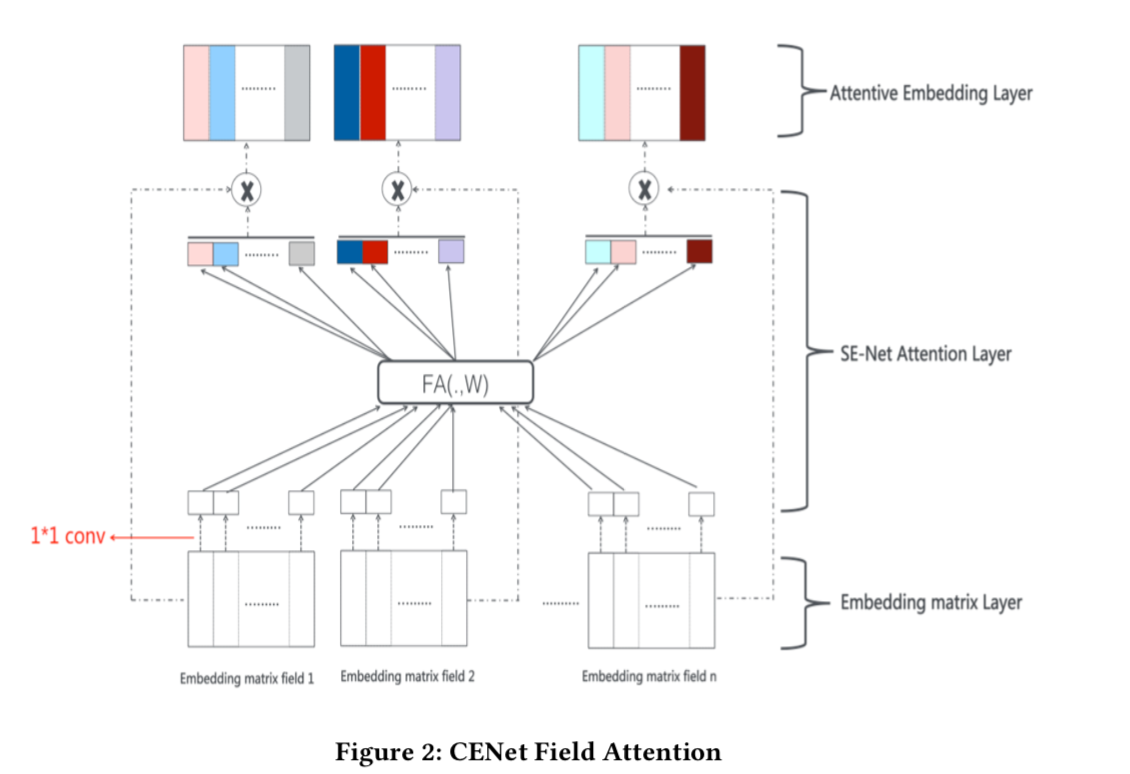 Attentive Embedding Layer
X X X
FA(.,W)
SE-Net Attention Layer
1*1 conv
Embedding matrix Layer
Embedding matrix field 1
Embedding matrix field 2
Embedding matrix field n
Figure 2: CENet Field Attention